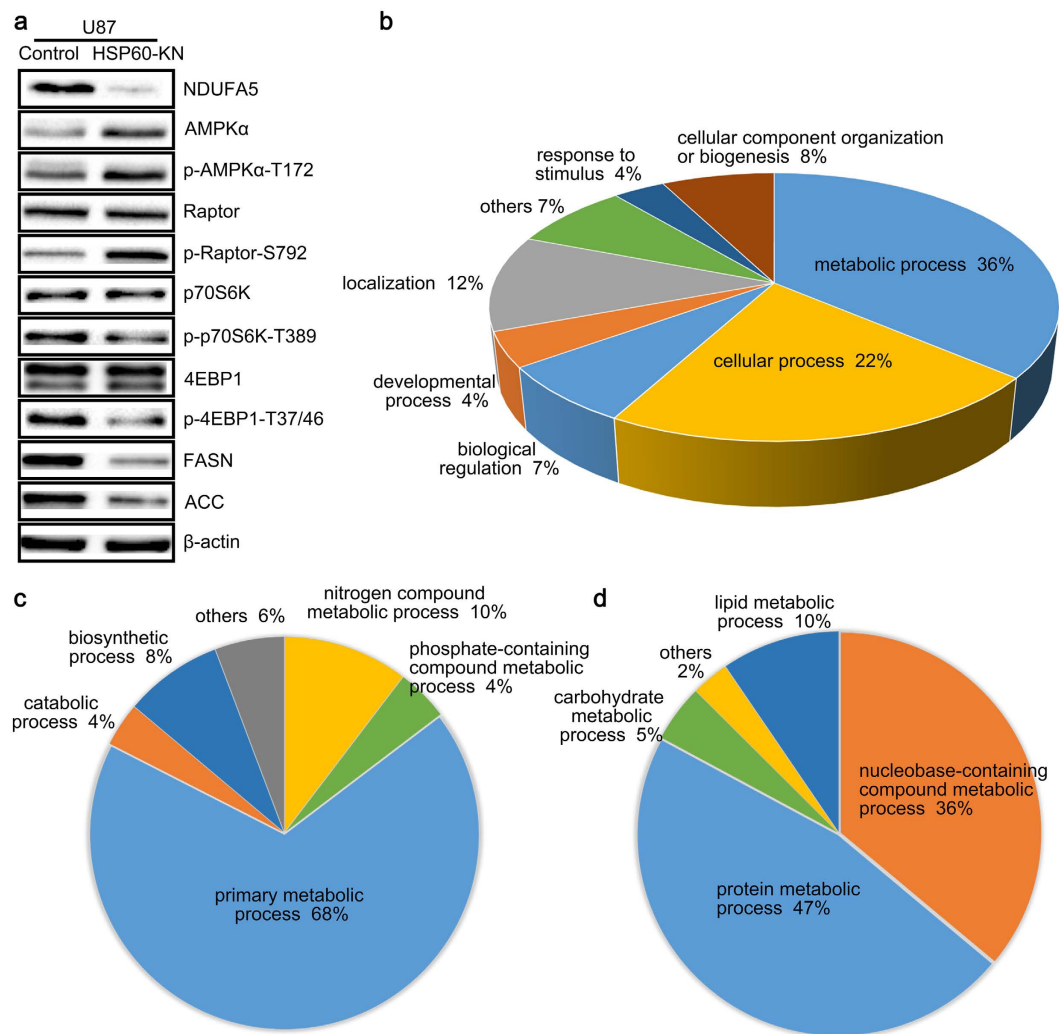 a
U87
Control HSP60-KN
NDUFA5
AMPKα
p-AMPKα-T172
Raptor
p-Raptor-S792
p70S6K
p-p70S6K-T389
4EBP1
p-4EBP1-T37/46
FASN
ACC
β-actin
b
cellular component organization
or biogenesis 8%
response to
stimulus 4%
others 7%
metabolic process 36%
localization 12%
cellular process 22%
developmental
process 4%
biological
regulation 7%
c
nitrogen compound
metabolic process 10%
others 6%
phosphate-containing
compound metabolic
process 4%
biosynthetic
process 8%
catabolic
process 4%
primary metabolic
process 68%
d
lipid metabolic
process 10%
others
2%
carbohydrate
metabolic
process 5%
nucleobase-containing
compound metabolic
process 36%
protein metabolic
process 47%